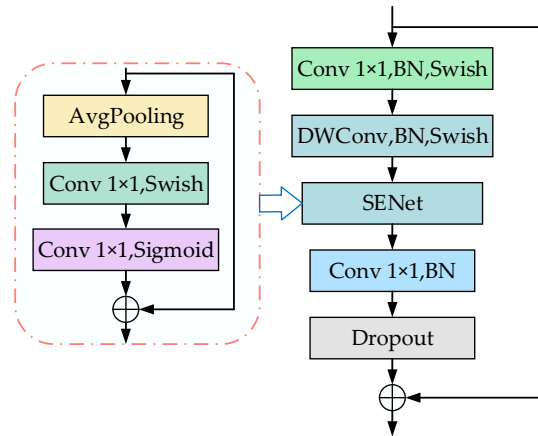 AvgPooling
Conv 1×1,Swish
Conv 1×1,Sigmoid
Conv 1×1,BN,Swish
DWConv,BN,Swish
SENet
Conv 1×1,BN
Dropout